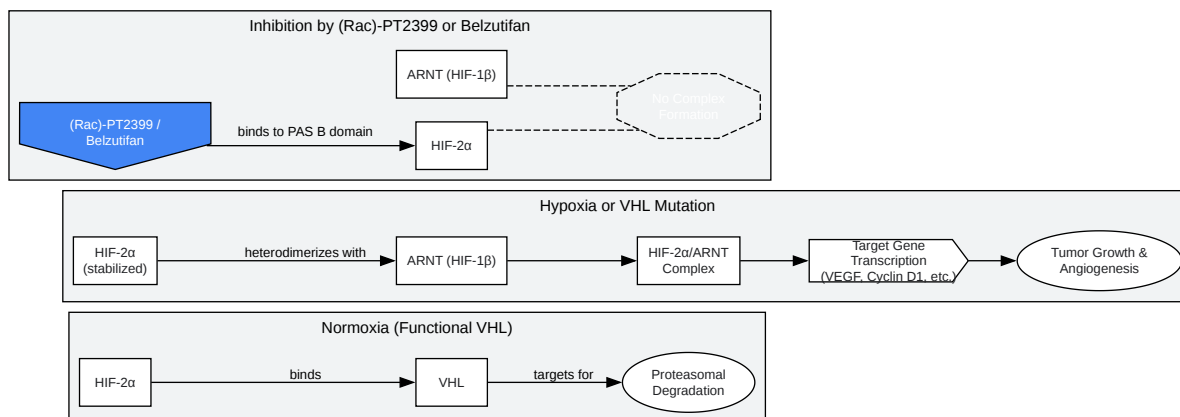 Inhibition by (Rac)-PT2399 or Belzutifan
ARNT (HIF-1β)
No Complex
Formation
(Rac)-PT2399 /
Belzutifan
binds to PAS B domain
HIF-2α
Hypoxia or VHL Mutation
HIF-2α
(stabilized)
heterodimerizes with
ARNT (HIF-1β)
HIF-2α/ARNT
Complex
Target Gene
Transcription
(VEGF, Cyclin D1, etc.)
Tumor Growth &
Angiogenesis
Normoxia (Functional VHL)
HIF-2α
binds
VHL
targets for
Proteasomal
Degradation